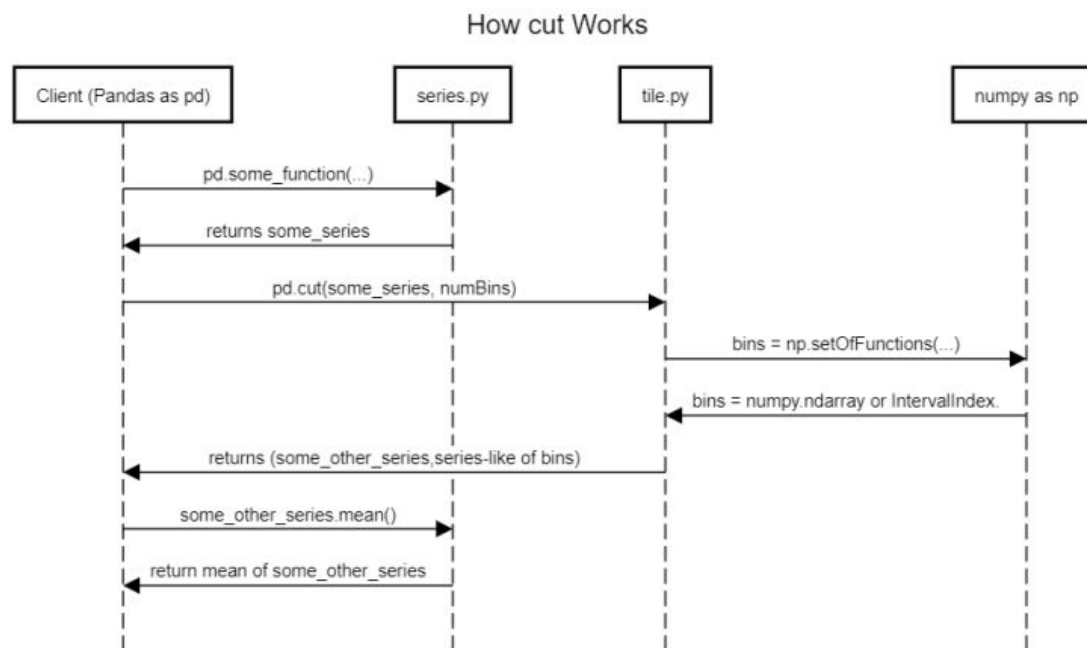 How cut Works
Client (Pandas as pd)
series.py
tile.py
numpy as np
pd.some_function(...)
returns some_series
pd.cut(some_series, numBins)
bins = np.setOfFunctions(...)
bins = numpy.ndarray or IntervalIndex.
returns (some_other_series,series-like of bins)
some_other_series.mean()
return mean of some_other_series